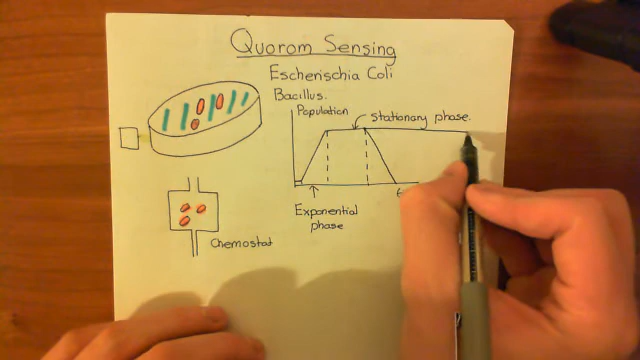 Quorom Sensing
Escherischia Coli
Bacillus.
Population
Stationary phase.
Exponential
phase
Chemostat
t